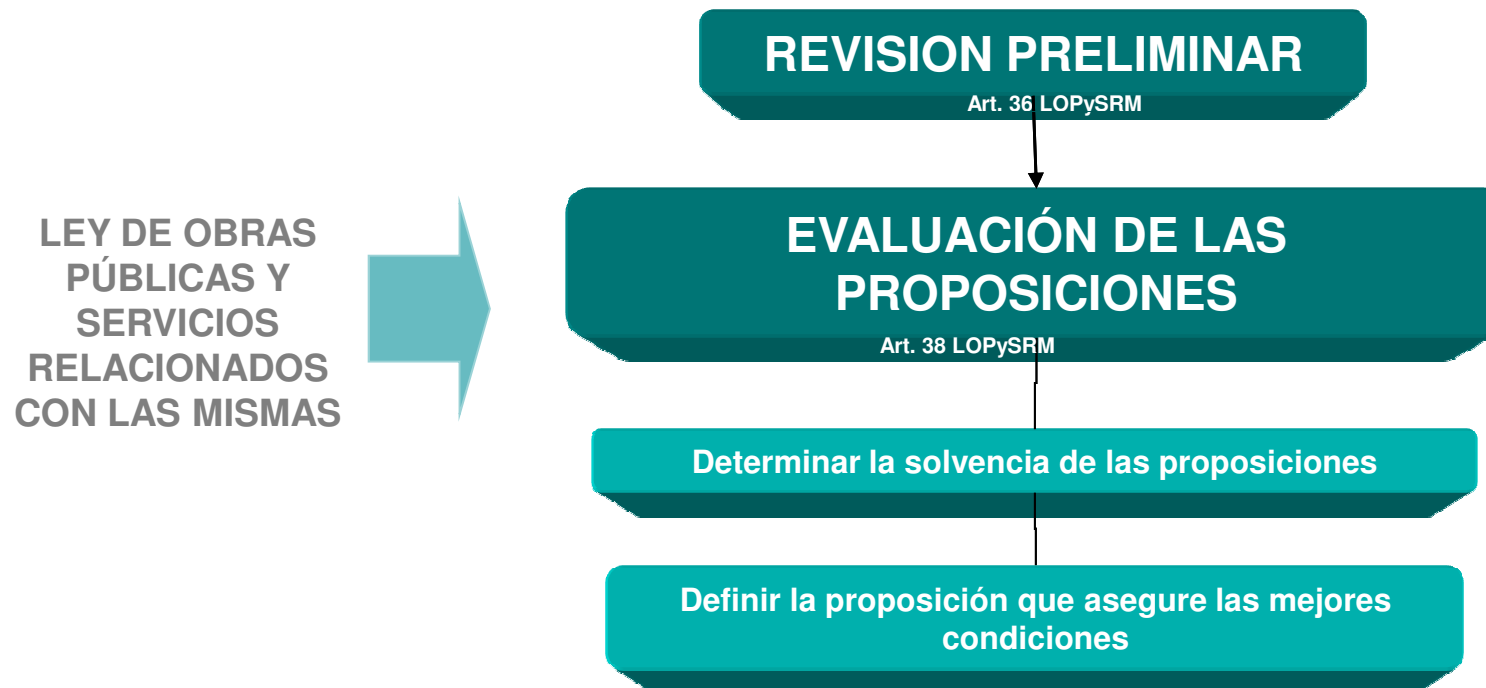 REVISION PRELIMINAR
Art. 36 LOPySRM
LEY DE OBRAS
PÚBLICAS Y
SERVICIOS
RELACIONADOS
CON LAS MISMAS
EVALUACIÓN DE LAS
PROPOSICIONES
Art. 38 LOPySRM
Determinar la solvencia de las proposiciones
Definir la proposición que asegure las mejores
condiciones